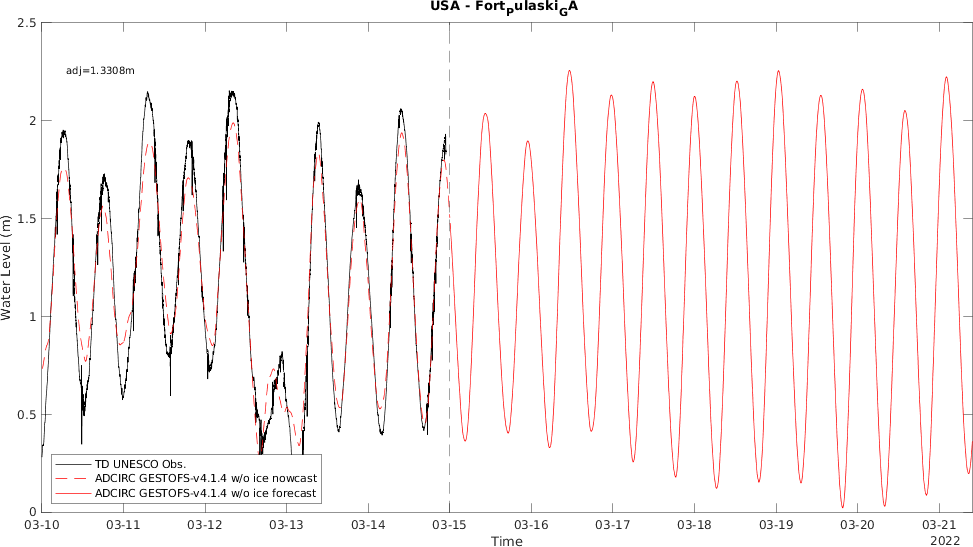 USA - FortPulaskiGA
adj=1.3308m
2.5
2
1.5
1
0.5
0
Water Level (m)
TD UNESCO Obs.
ADCIRC GESTOFS-v4.1.4 w/o ice nowcast
ADCIRC GESTOFS-v4.1.4 w/o ice forecast
03-10 03-11 03-12 03-13 03-14 03-15 03-16 03-17 03-18 03-19 03-20 03-21
Time
2022